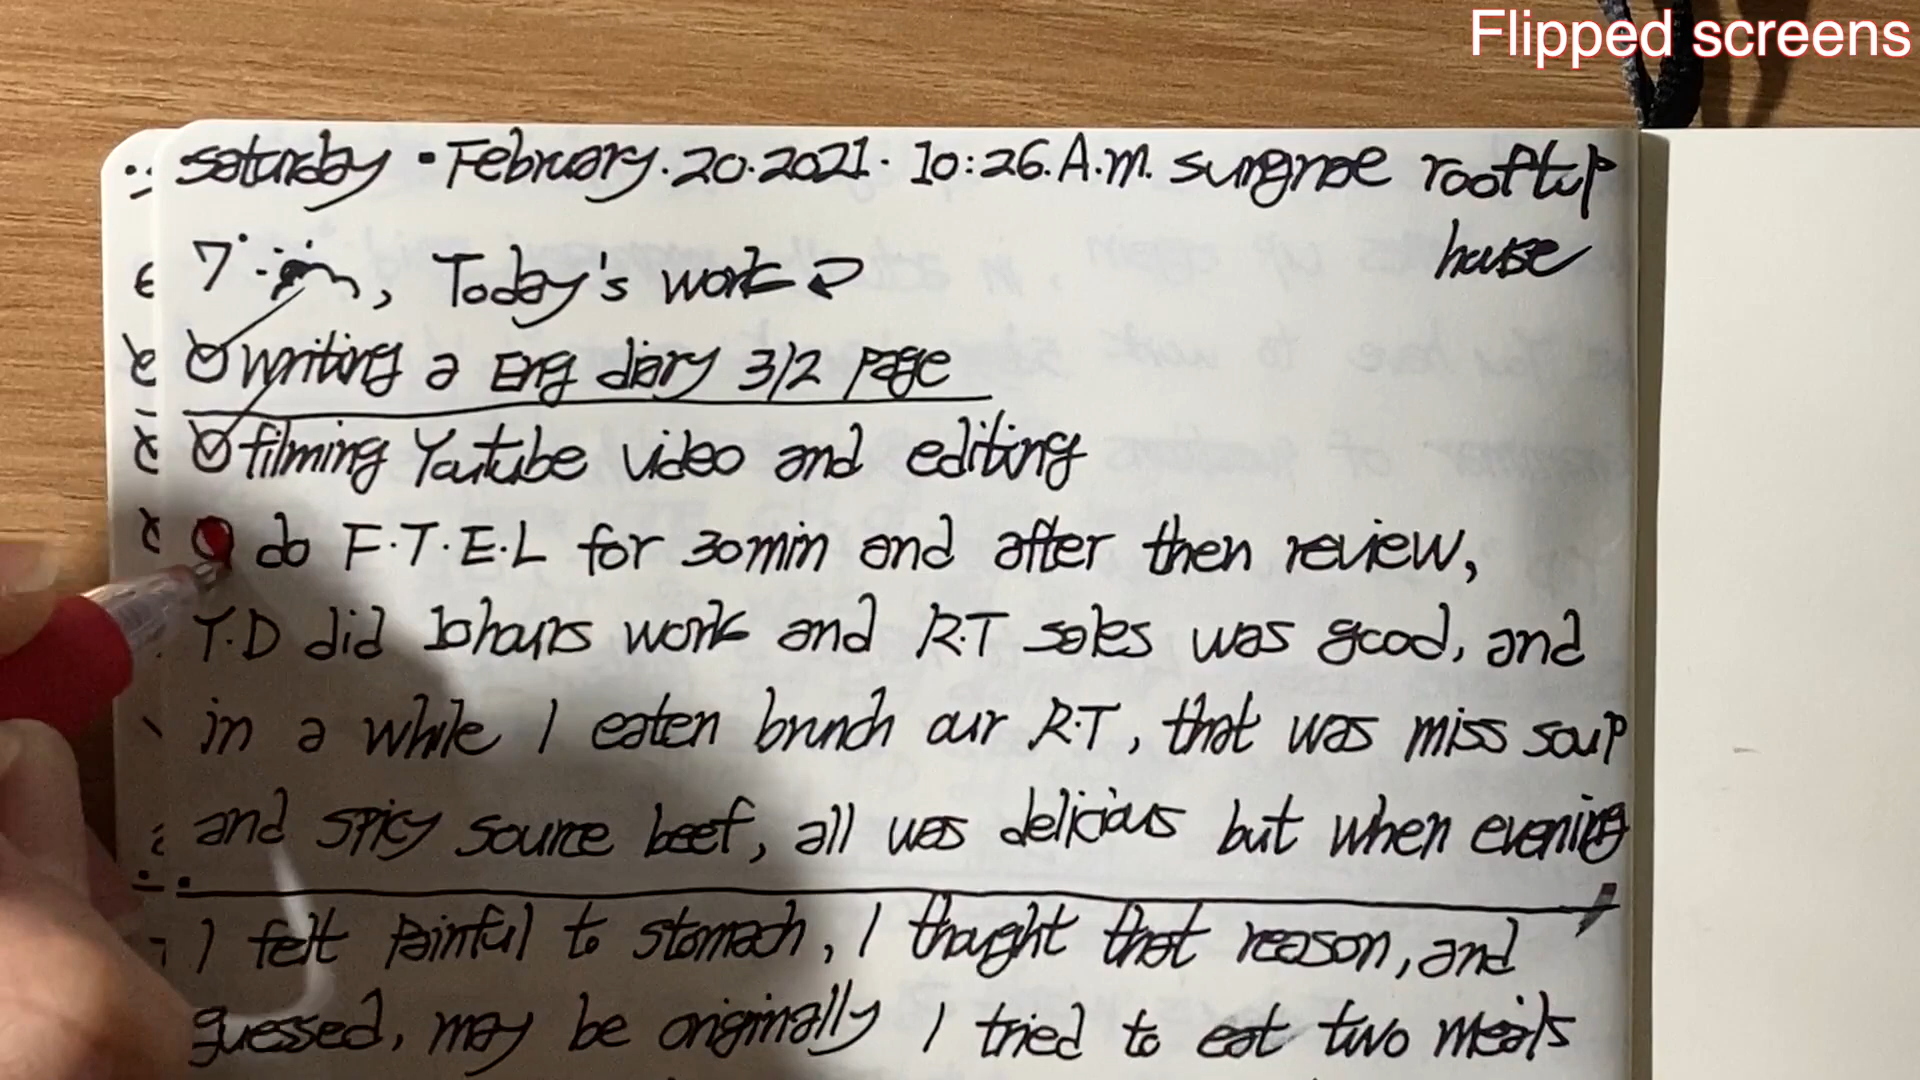 Flipped screens
Saturday · February. 20. 2021 · 10:26. A.m. sungnae rooftup
house
7 , Today's work
writing a Eng diary 3/2 page
filming Youtube video and editing
do F.T.E.L for 30min and after then review,
Y.D did 10hours work and R.T sales was good, and
in a while I eaten brunch our R.T, that was miss soup
and spicy source beef, all was delicious but when evening
I felt painful to stomach, I thought that reason, and
guessed, may be originally I tried to eat two meals